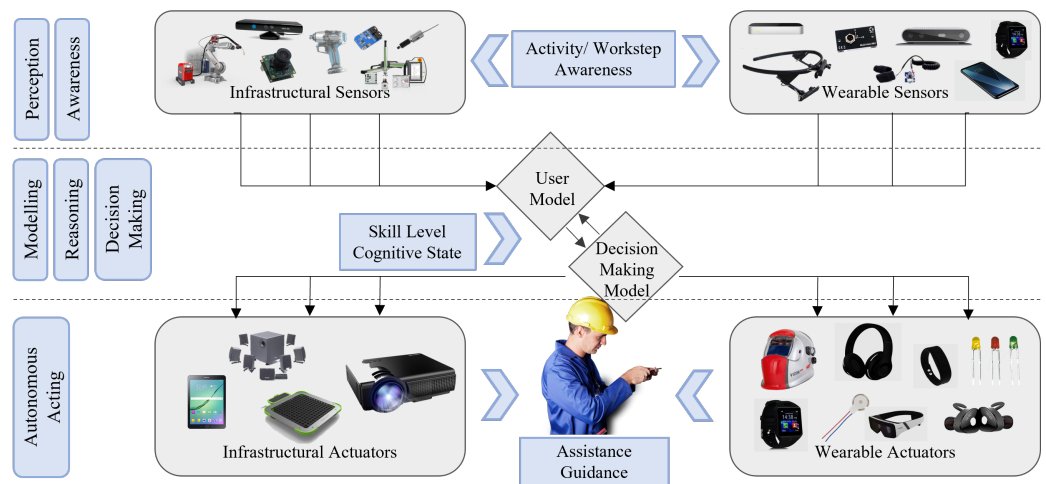 Perception
Awareness
Infrastructural Sensors
Activity/ Workstep
Awareness
Wearable Sensors
Modelling
Reasoning
Decision
Making
User
Model
Skill Level
Cognitive State
Decision
Making
Model
Autonomous
Acting
Infrastructural Actuators
Assistance
Guidance
Wearable Actuators